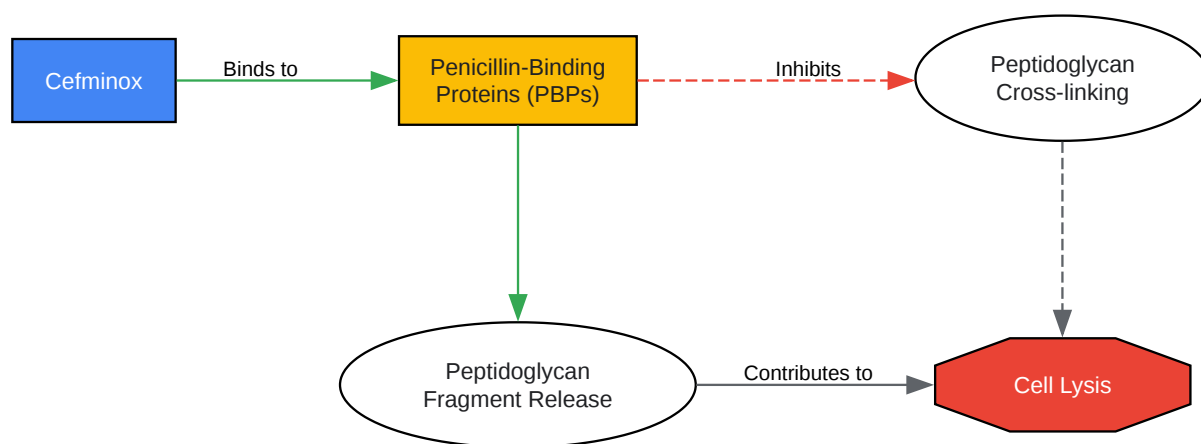 Cefminox
Binds to
Penicillin-Binding
Proteins (PBPs)
Inhibits
Peptidoglycan
Cross-linking
Peptidoglycan
Fragment Release
Contributes to
Cell Lysis